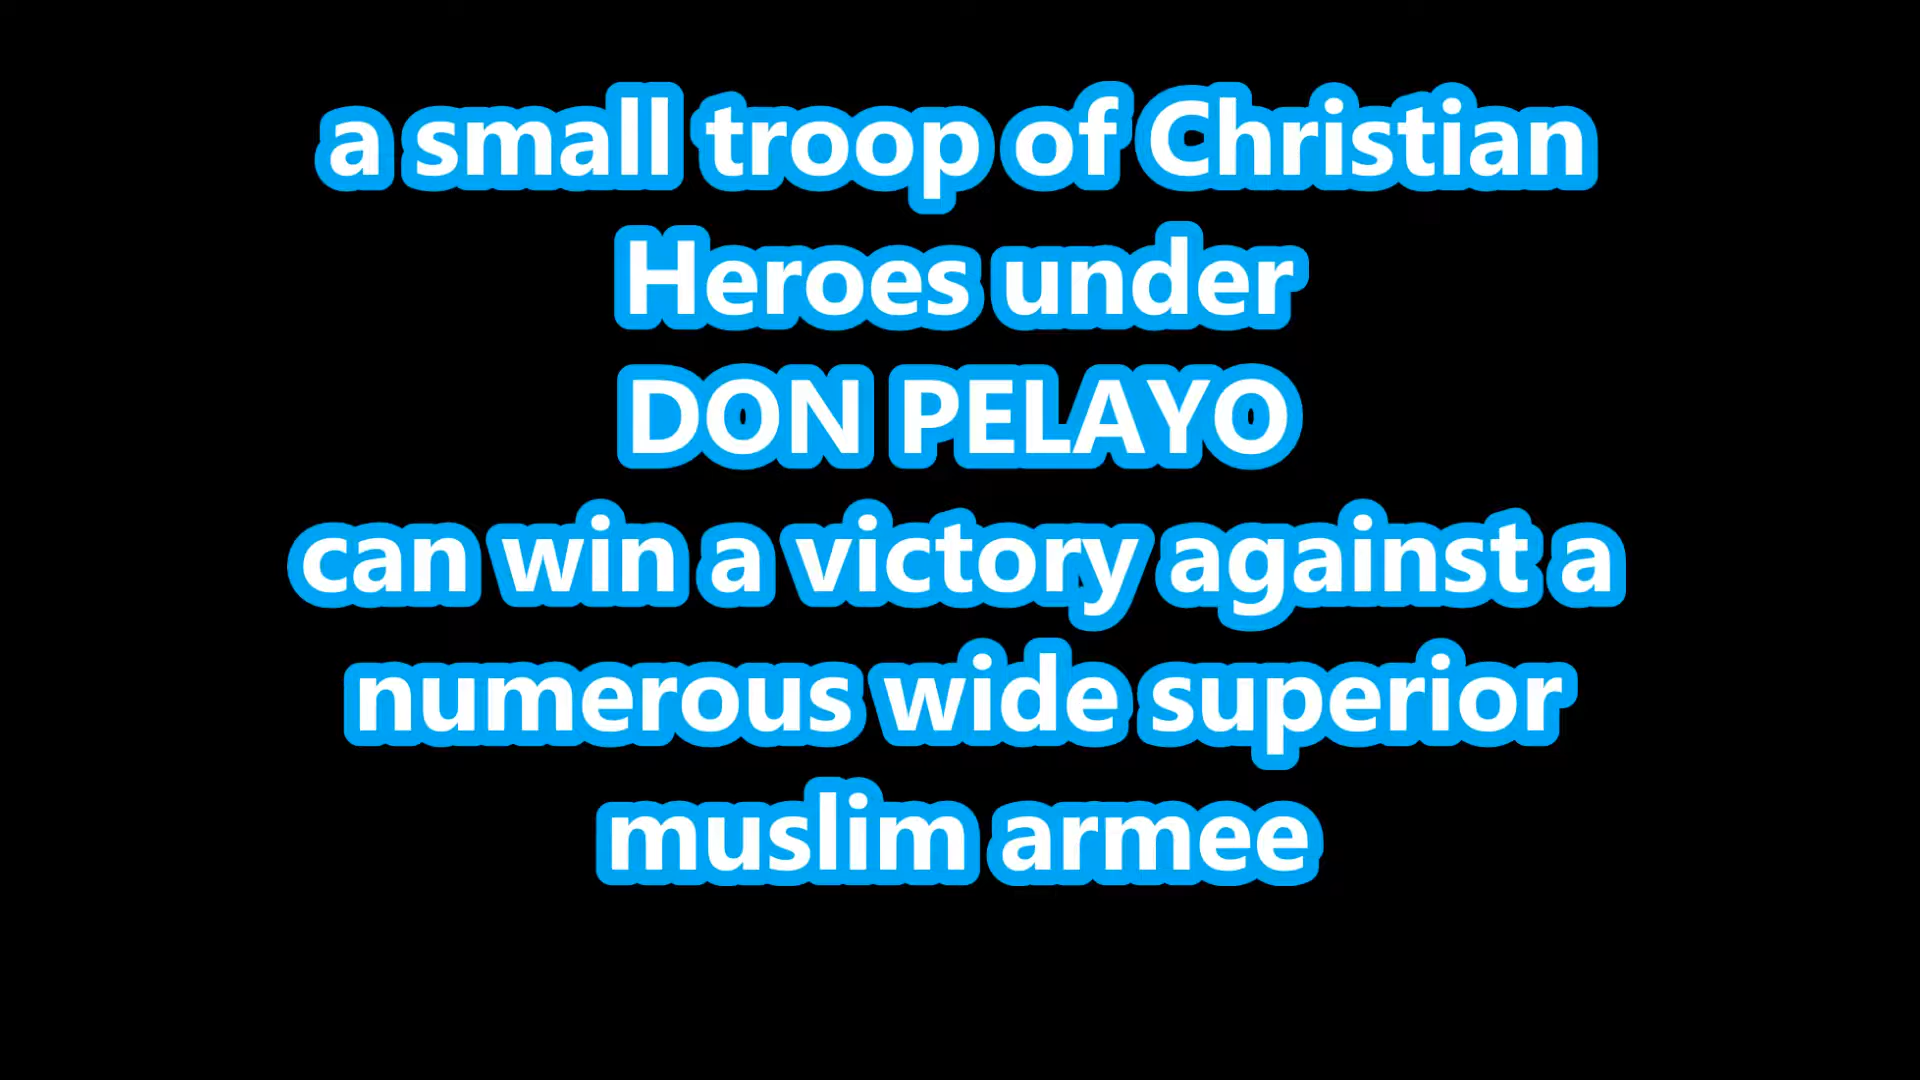 a small troop of Christian
Heroes under
DON PELAYO
can win a victory against a
numerous wide superior
muslim armee